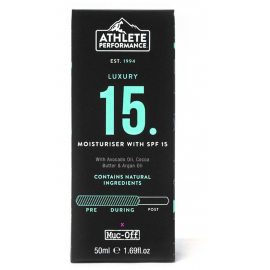 ATHLETE
PERFORMANCE
EST. 1994
LUXURY
15.
MOISTURISER WITH SPF 15
With Avocado Oil, Cocoa
Butter & Argan Oil
CONTAINS NATURAL
INGREDIENTS
PRE DURING POST
x
Muc-Off
50ml e 1.69fl oz.